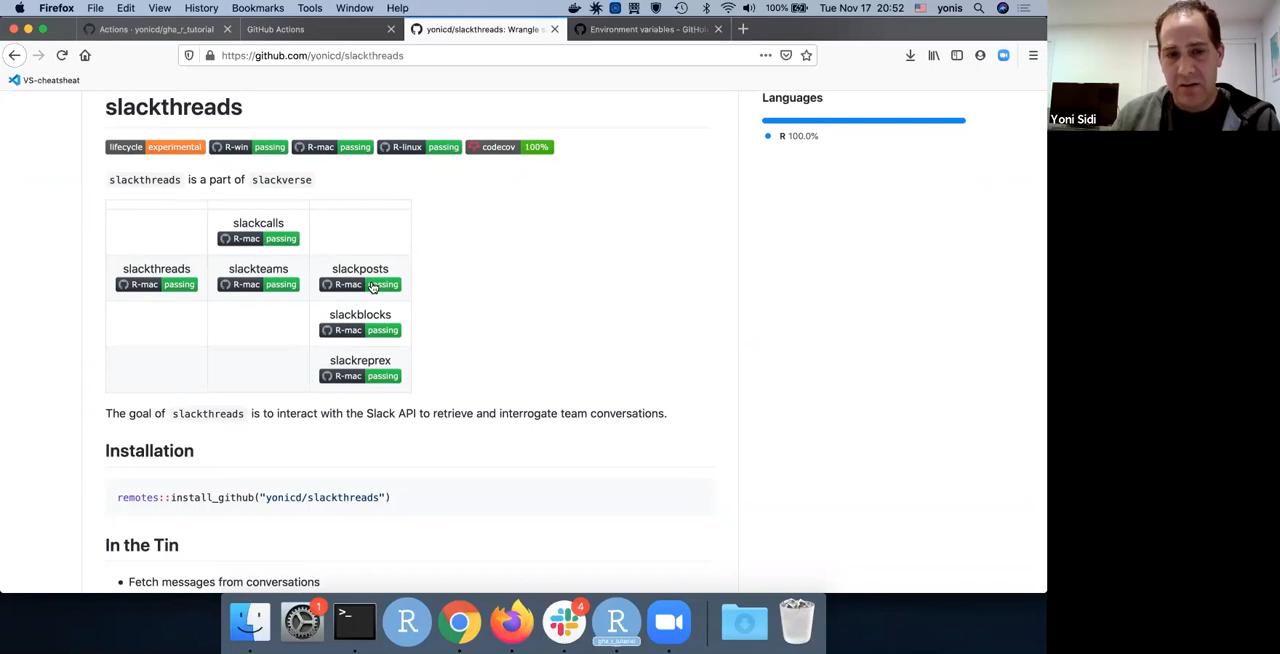 Firefox File Edit View History Bookmarks Tools Window Help 100% Tue Nov 17 20:52 yonis
Actions · yonicd/gha_r_tutorial GitHub Actions yonicd/slackthreads: Wrangle s Environment variables - GitHu
https://github.com/yonicd/slackthreads
VS-cheatsheat
slackthreads
lifecycle experimental R-win passing R-mac passing R-linux passing codecov 100%
slackthreads is a part of slackverse
slackcalls
R-mac passing
slackthreads slackteams slackposts
R-mac passing R-mac passing R-mac passing
slackblocks
R-mac passing
slackreprex
R-mac passing
The goal of slackthreads is to interact with the Slack API to retrieve and interrogate team conversations.
Installation
remotes::install_github("yonicd/slackthreads")
In the Tin
• Fetch messages from conversations
Languages
R 100.0%
Yoni Sidi
1
4
gha_r_tutorial